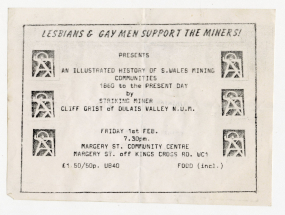 LESBIANS & GAY MEN SUPPORT THE MINERS!
PRESENTS
AN ILLUSTRATED HISTORY OF S.WALES MINING
COMMUNITIES
1860 to the PRESENT DAY
by
STRIKING MINER
CLIFF GRIST of DULAIS VALLEY N.U.M.
FRIDAY 1st FEB.
7.30pm.
MARGERY ST. COMMUNITY CENTRE
MARGERY ST. off KINGS CROSS RD. WC1
£1.50/50p. UB40 FOOD (incl.)